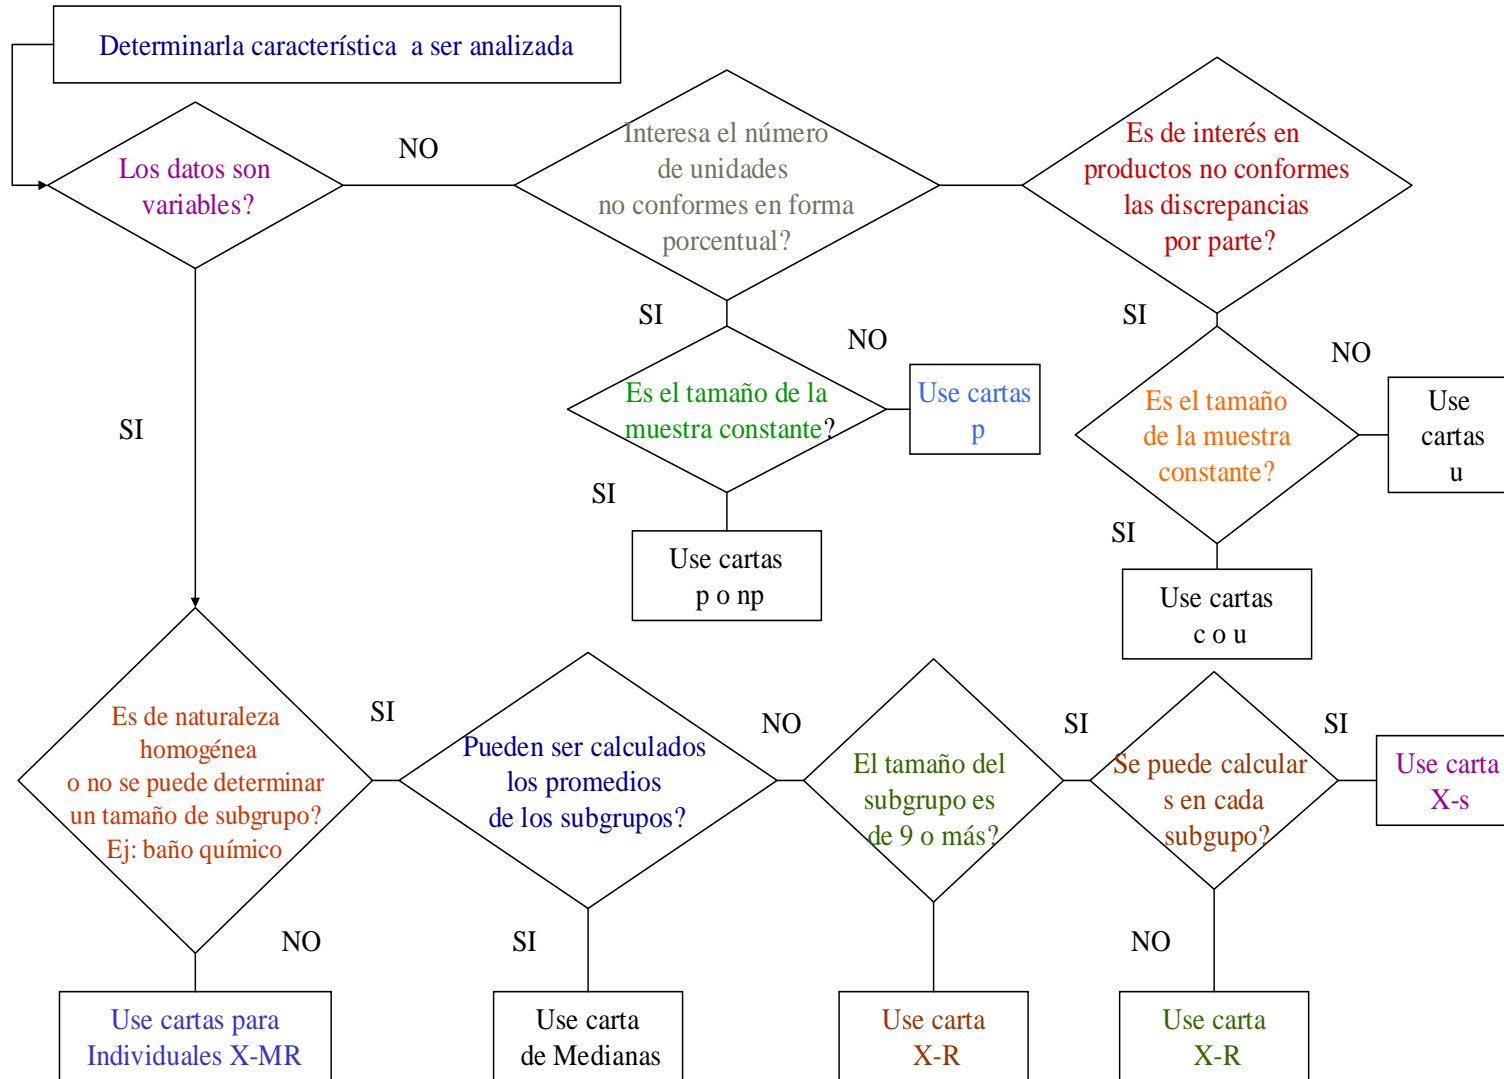 Determinarla característica a ser analizada
Los datos son
variables?
NO
Interesa el número
de unidades
no conformes en forma
porcentual?
Es de interés en
productos no conformes
las discrepancias
por parte?
SI
SI
Es el tamaño de la
muestra constante?
NO
Use cartas
p
Es el tamaño
de la muestra
constante?
NO
Use
cartas
u
SI
SI
Use cartas
p o np
SI
Use cartas
c o u
Es de naturaleza
homogénea
o no se puede determinar
un tamaño de subgrupo?
Ej: baño químico
SI
Pueden ser calculados
los promedios
de los subgrupos?
NO
El tamaño del
subgrupo es
de 9 o más?
SI
Se puede calcular
s en cada
subgupo?
SI
Use carta
X-s
NO
SI
NO
Use cartas para
Individuales X-MR
Use carta
de Medianas
Use carta
X-R
Use carta
X-R